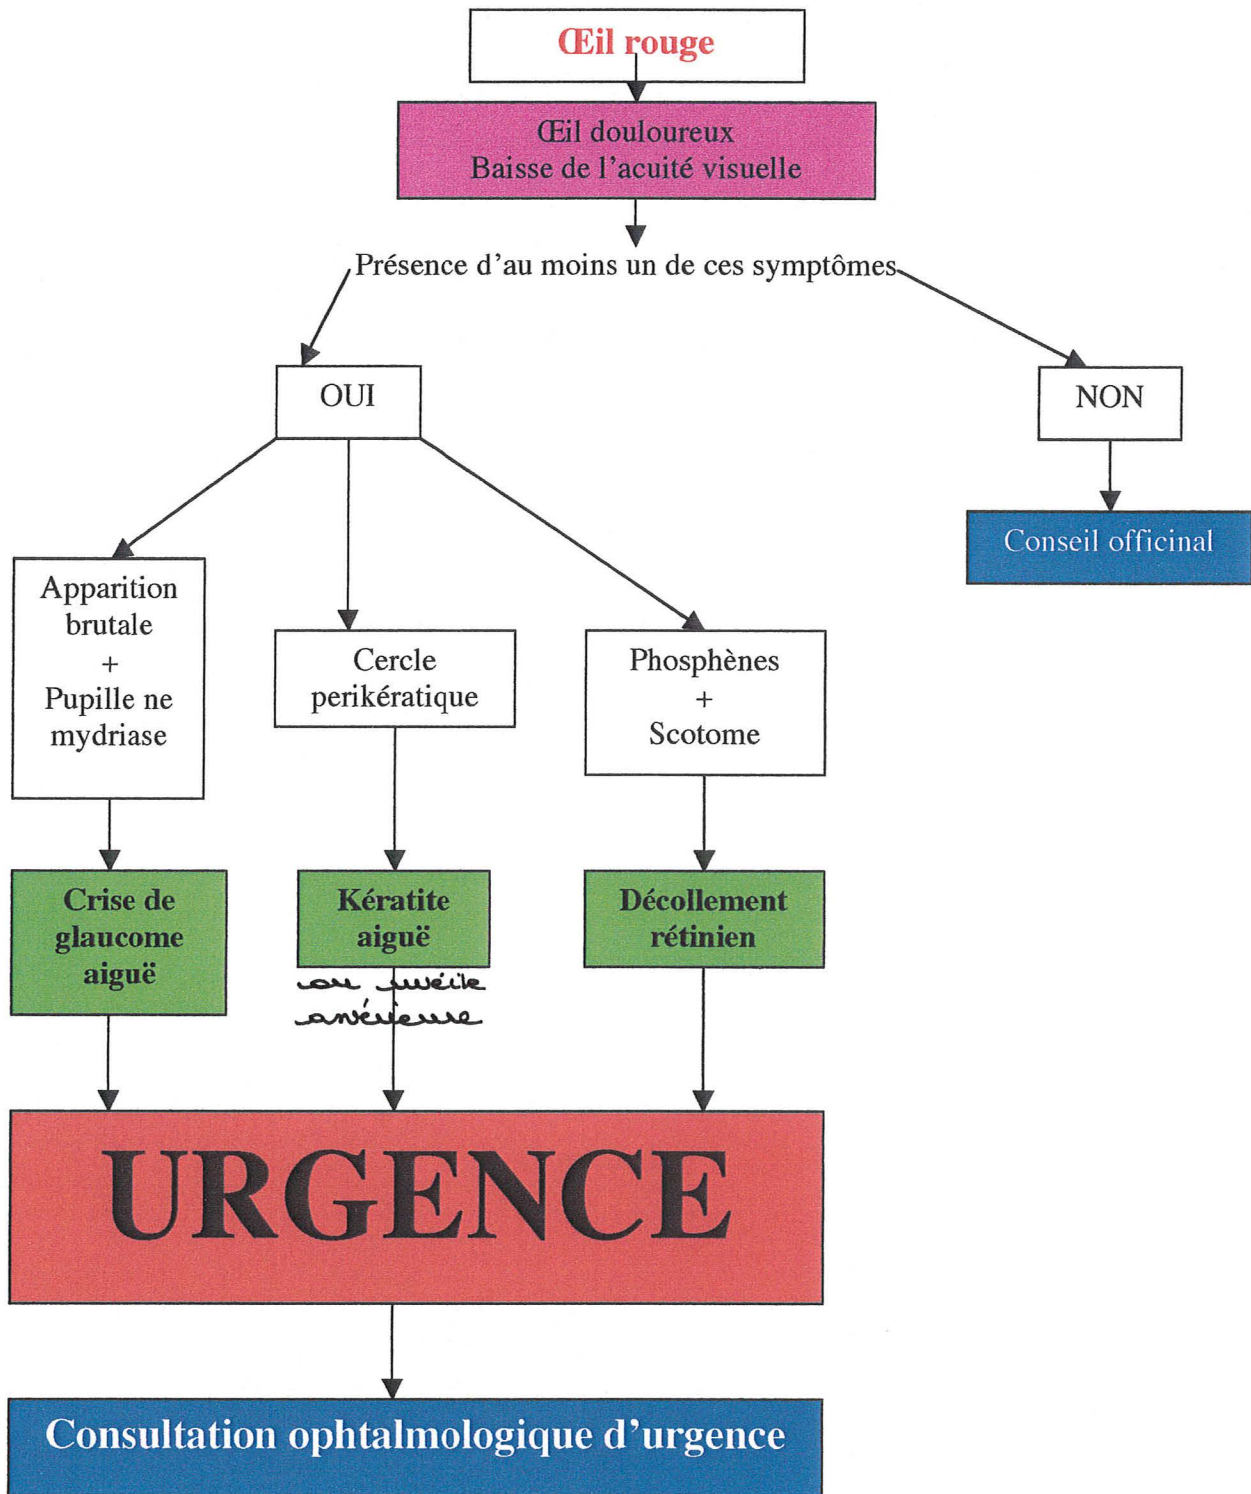 Œil rouge
Œil douloureux
Baisse de l’acuité visuelle
Présence d’au moins un de ces symptômes
OUI
NON
Conseil officinal
Apparition
brutale
+
Pupille ne
mydriase
Cercle
perikératique
Phosphènes
+
Scotome
Crise de
glaucome
aiguë
Kératite
aiguë
ou uvéite
antérieure
Décollement
rétinien
URGENCE
Consultation ophtalmologique d’urgence